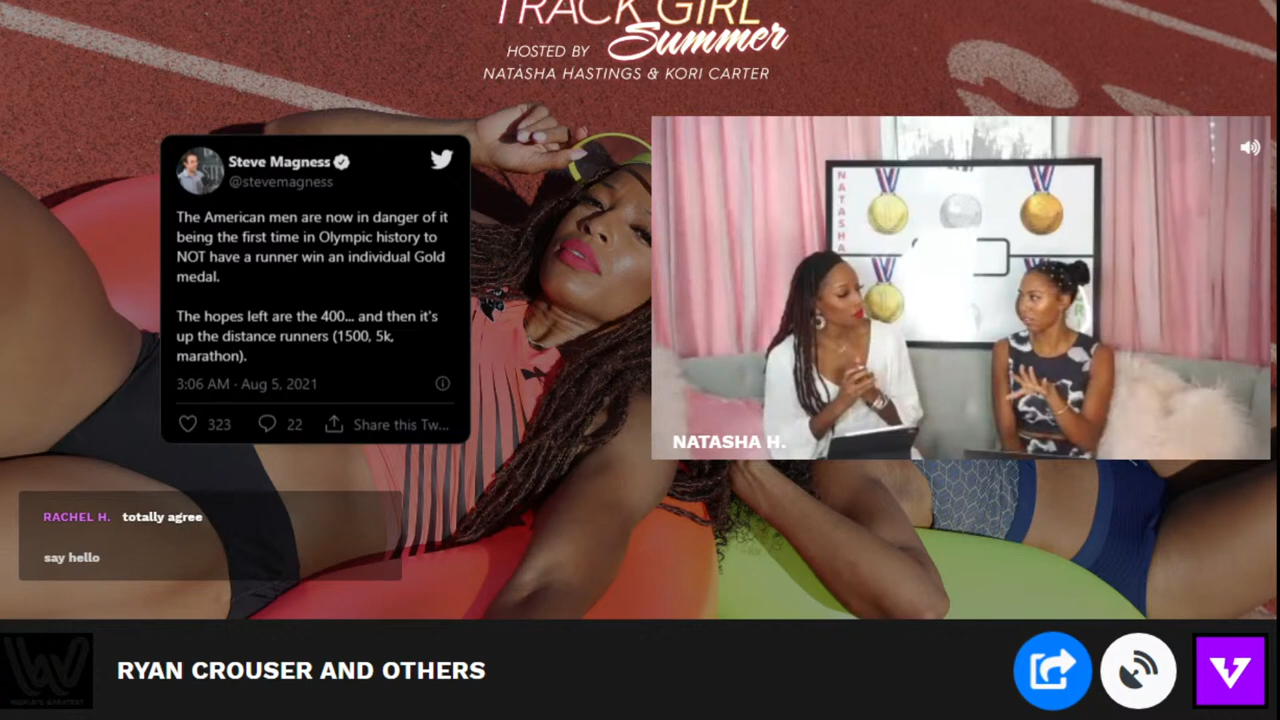 TRACK GIRL
Summer
HOSTED BY
NATASHA HASTINGS & KORI CARTER
Steve Magness
@stevemagness
The American men are now in danger of it
being the first time in Olympic history to
NOT have a runner win an individual Gold
medal.
The hopes left are the 400... and then it's
up the distance runners (1500, 5k,
marathon).
3:06 AM · Aug 5, 2021
323
22
Share this Tw...
NATASHA
NATASHA H.
RACHEL H. totally agree
say hello
RYAN CROUSER AND OTHERS